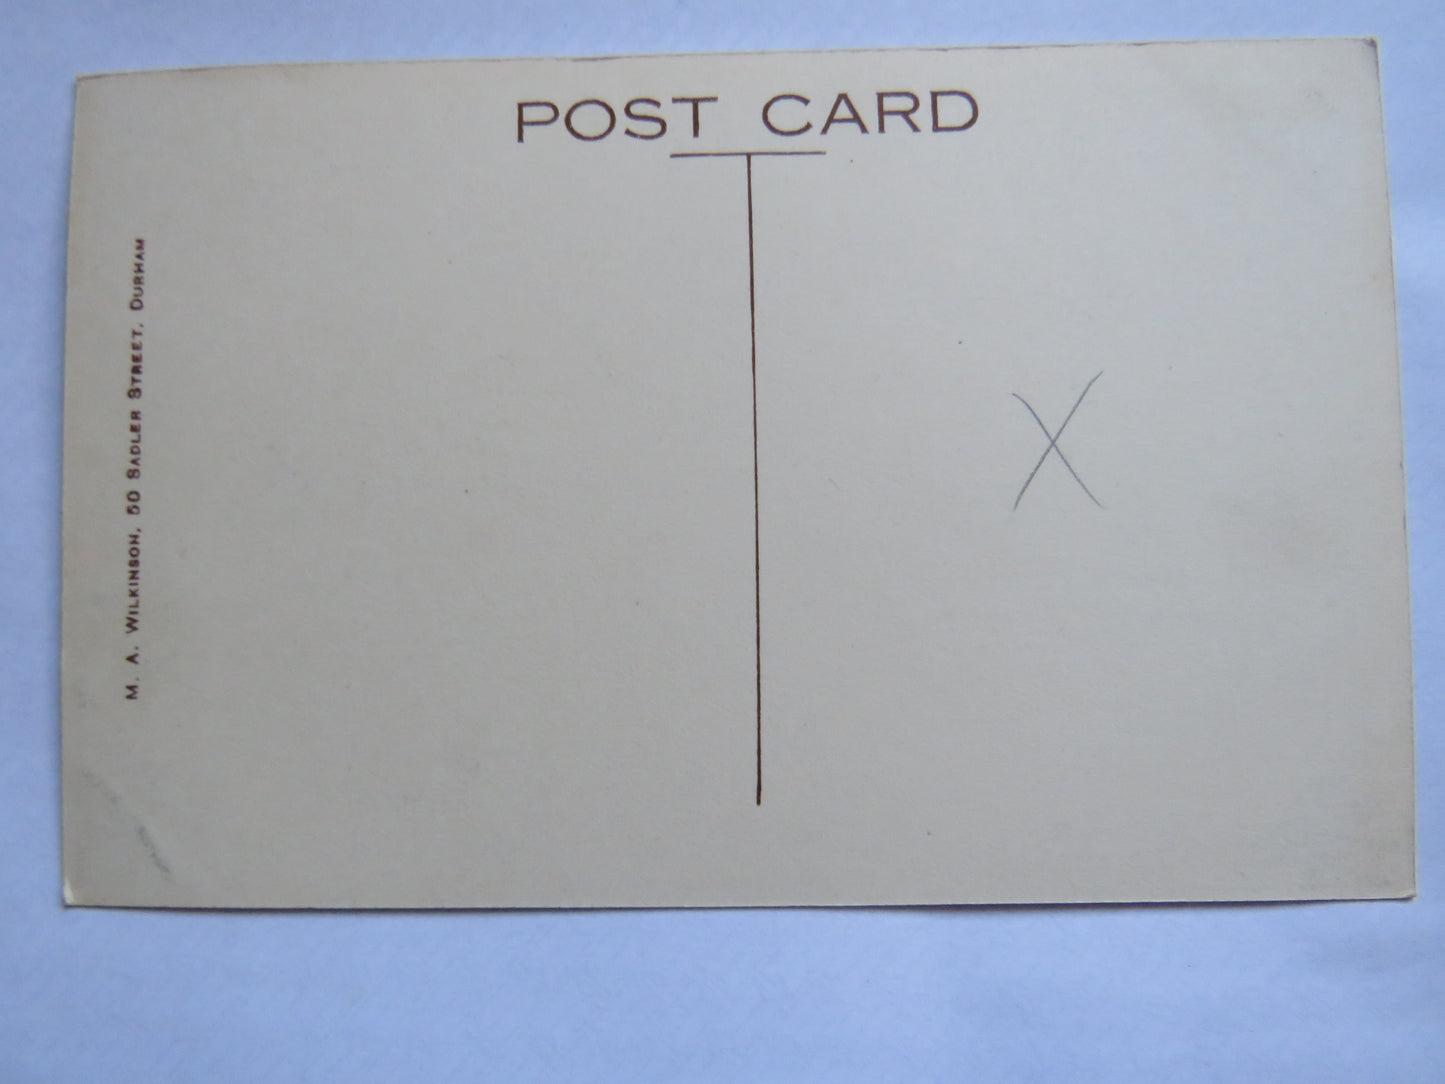 POST CARD
M. A. WILKINSON, 50 SADLER STREET, DURHAM
X